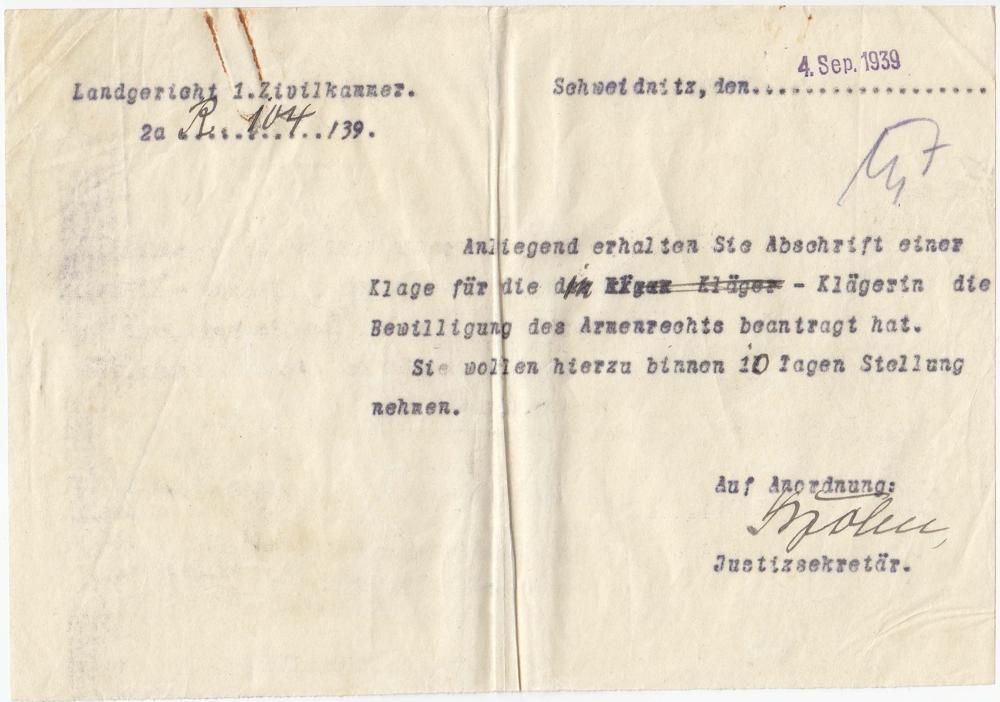 Landgericht 1.Zivilkammer.
2a R. 104 /39.
Schweidnitz, den 4. Sep. 1939
Anliegend erhalten Sie Abschrift einer
Klage für die Kläger - Klägerin die
Bewilligung des Armenrechts beantragt hat.
Sie wollen hierzu binnen 10 Tagen Stellung
nehmen.
Auf Anordnung:
Justizsekretär.